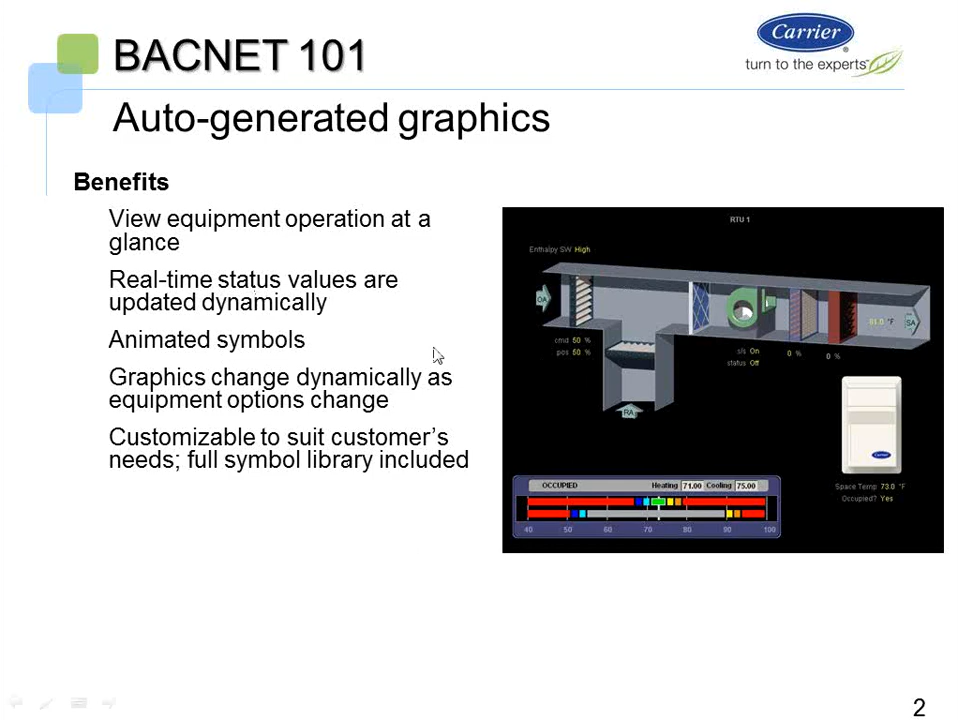 BACNET 101
Carrier
turn to the experts
Auto-generated graphics
Benefits
View equipment operation at a
glance
Real-time status values are
updated dynamically
Animated symbols
Graphics change dynamically as
equipment options change
Customizable to suit customer’s
needs; full symbol library included
RTU 1
Enthalpy SW High
OA
81.0 °F
SA
cmd 50 %
pos 50 %
s/s On
status Off
0 %
0 %
RA
Carrier
Space Temp 73.0 °F
Occupied? Yes
OCCUPIED Heating 71.00 Cooling 75.00
40 50 60 70 80 90 100
2